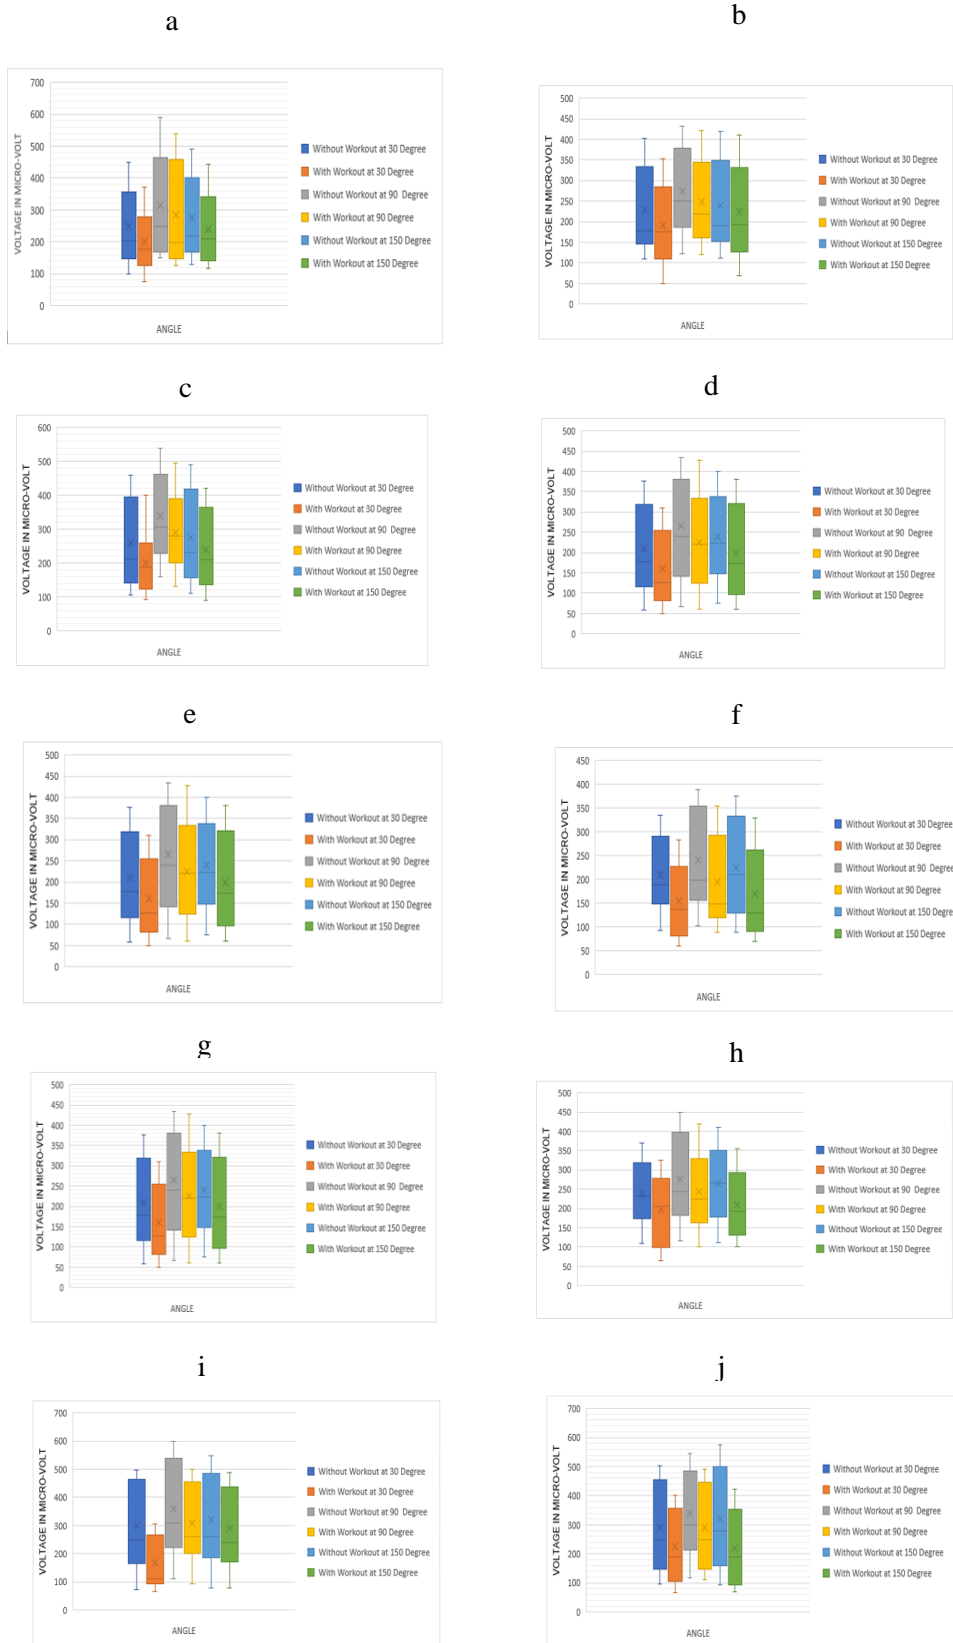 a
VOLTAGE IN MICRO-VOLT
700
600
500
400
300
200
100
0
ANGLE
Without Workout at 30 Degree
With Workout at 30 Degree
Without Workout at 90 Degree
With Workout at 90 Degree
Without Workout at 150 Degree
With Workout at 150 Degree
b
VOLTAGE IN MICRO-VOLT
500
450
400
350
300
250
200
150
100
50
0
ANGLE
Without Workout at 30 Degree
With Workout at 30 Degree
Without Workout at 90 Degree
With Workout at 90 Degree
Without Workout at 150 Degree
With Workout at 150 Degree
c
VOLTAGE IN MICRO-VOLT
600
500
400
300
200
100
0
ANGLE
Without Workout at 30 Degree
With Workout at 30 Degree
Without Workout at 90 Degree
With Workout at 90 Degree
Without Workout at 150 Degree
With Workout at 150 Degree
d
VOLTAGE IN MICRO-VOLT
500
450
400
350
300
250
200
150
100
50
0
ANGLE
Without Workout at 30 Degree
With Workout at 30 Degree
Without Workout at 90 Degree
With Workout at 90 Degree
Without Workout at 150 Degree
With Workout at 150 Degree
e
VOLTAGE IN MICRO-VOLT
500
450
400
350
300
250
200
150
100
50
0
ANGLE
Without Workout at 30 Degree
With Workout at 30 Degree
Without Workout at 90 Degree
With Workout at 90 Degree
Without Workout at 150 Degree
With Workout at 150 Degree
f
VOLTAGE IN MICRO-VOLT
450
400
350
300
250
200
150
100
50
0
ANGLE
Without Workout at 30 Degree
With Workout at 30 Degree
Without Workout at 90 Degree
With Workout at 90 Degree
Without Workout at 150 Degre
With Workout at 150 Degree
g
VOLTAGE IN MICRO-VOLT
500
450
400
350
300
250
200
150
100
50
0
ANGLE
Without Workout at 30 Degree
With Workout at 30 Degree
Without Workout at 90 Degree
With Workout at 90 Degree
Without Workout at 150 Degree
With Workout at 150 Degree
h
VOLTAGE IN MICRO-VOLT
500
450
400
350
300
250
200
150
100
50
0
ANGLE
Without Workout at 30 Degree
With Workout at 30 Degree
Without Workout at 90 Degree
With Workout at 90 Degree
Without Workout at 150 Degree
With Workout at 150 Degree
i
VOLTAGE IN MICRO-VOLT
700
600
500
400
300
200
100
0
ANGLE
Without Workout at 30 Degree
With Workout at 30 Degree
Without Workout at 90 Degree
With Workout at 90 Degree
Without Workout at 150 Degree
With Workout at 150 Degree
j
VOLTAGE IN MICRO-VOLT
700
600
500
400
300
200
100
0
ANGLE
Without Workout at 30 Degree
With Workout at 30 Degree
Without Workout at 90 Degree
With Workout at 90 Degree
Without Workout at 150 Degree
With Workout at 150 Degree